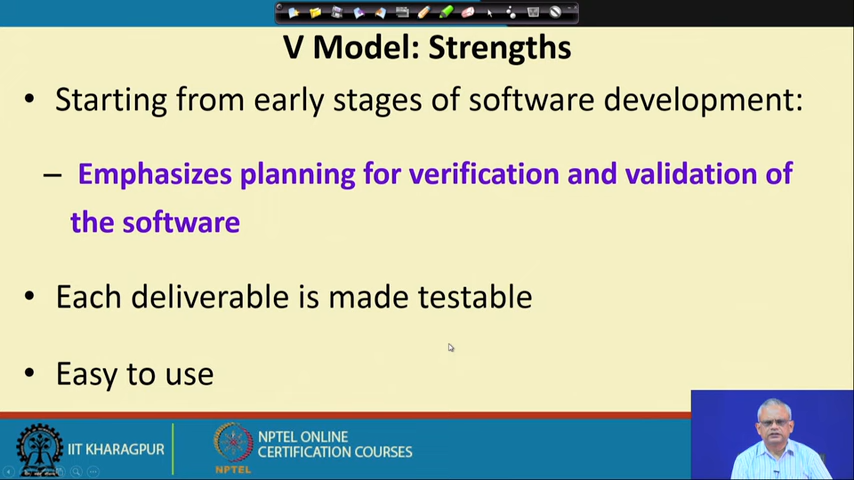 V Model: Strengths
• Starting from early stages of software development:
– Emphasizes planning for verification and validation of
the software
• Each deliverable is made testable
• Easy to use
IIT KHARAGPUR
NPTEL
NPTEL ONLINE
CERTIFICATION COURSES